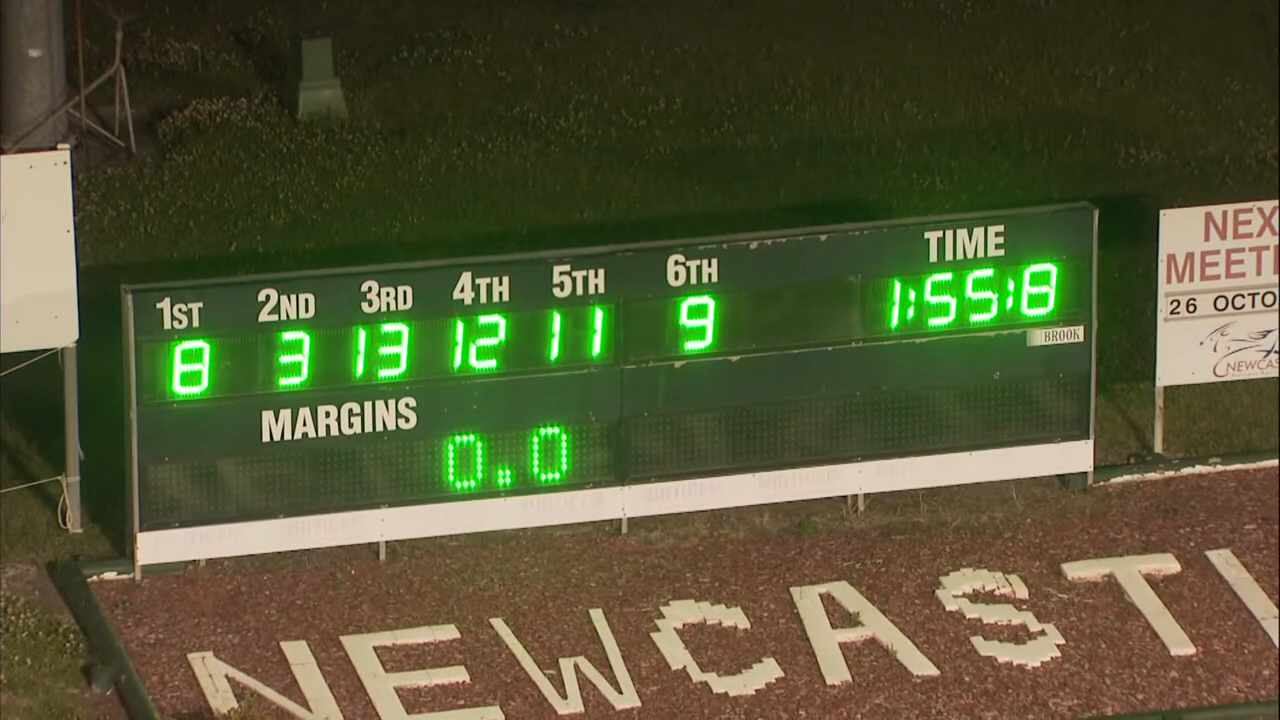 1ST 2ND 3RD 4TH 5TH 6TH TIME
8 3 13 12 11 9 1:55:8
BROOK
MARGINS
0.0
NEX
MEETI
26 OCTO
NEWCAS
NEWCASTL